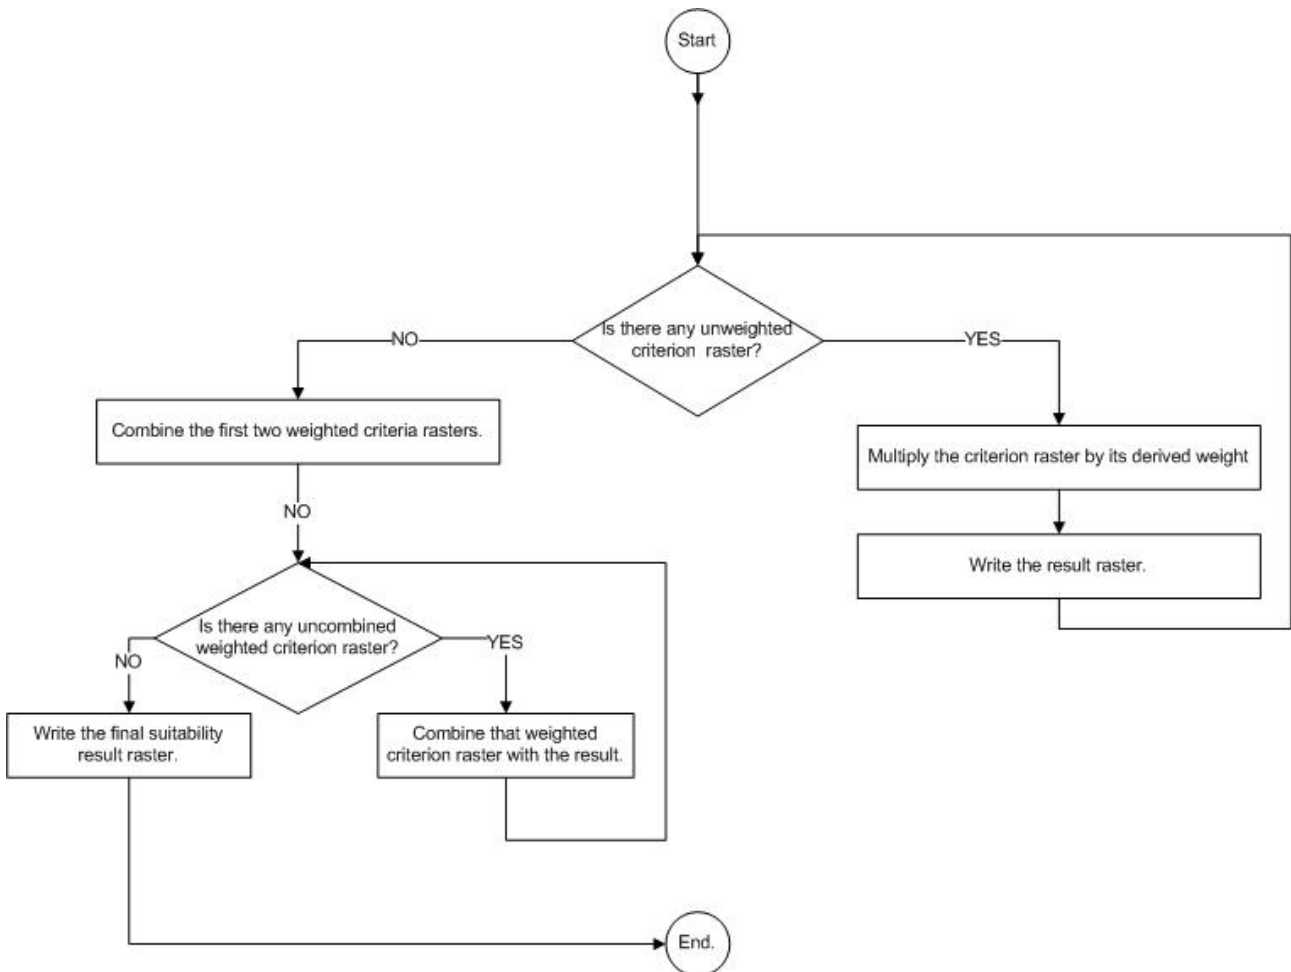 Start
Is there any unweighted
criterion raster?
NO
YES
Combine the first two weighted criteria rasters.
Multiply the criterion raster by its derived weight
NO
Write the result raster.
Is there any uncombined
weighted criterion raster?
NO
YES
Write the final suitability
result raster.
Combine that weighted
criterion raster with the result.
End.